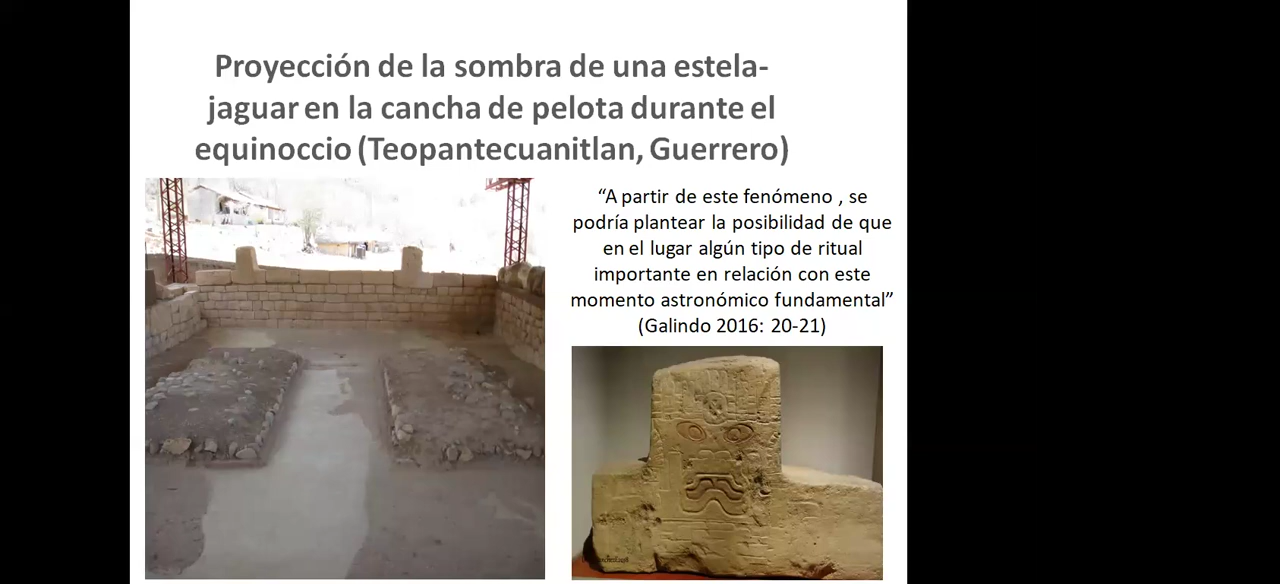 Proyección de la sombra de una estela-
jaguar en la cancha de pelota durante el
equinoccio (Teopantecuanitlan, Guerrero)
“A partir de este fenómeno , se
podría plantear la posibilidad de que
en el lugar algún tipo de ritual
importante en relación con este
momento astronómico fundamental”
(Galindo 2016: 20-21)